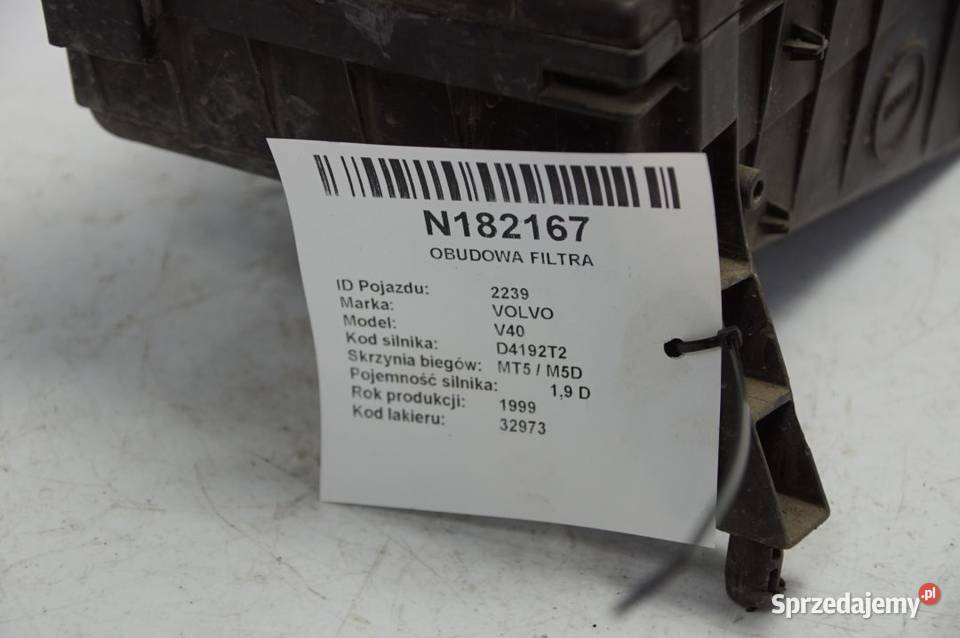 N182167
OBUDOWA FILTRA
ID Pojazdu: 2239
Marka: VOLVO
Model: V40
Kod silnika: D4192T2
Skrzynia biegów: MT5 / M5D
Pojemność silnika: 1,9 D
Rok produkcji: 1999
Kod lakieru: 32973
Sprzedajemy.pl